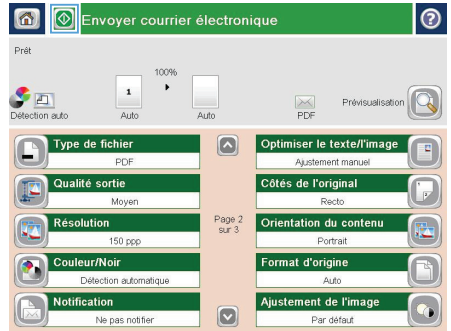 Envoyer courrier électronique
?
Prêt
100%
1
Détection auto
Auto
Auto
PDF
Prévisualisation
Type de fichier
PDF
Optimiser le texte/l'image
Ajustement manuel
Qualité sortie
Moyen
Côtés de l'original
Recto
Résolution
150 ppp
Page 2
sur 3
Orientation du contenu
Portrait
Couleur/Noir
Détection automatique
Format d'origine
Auto
Notification
Ne pas notifier
Ajustement de l'image
Par défaut